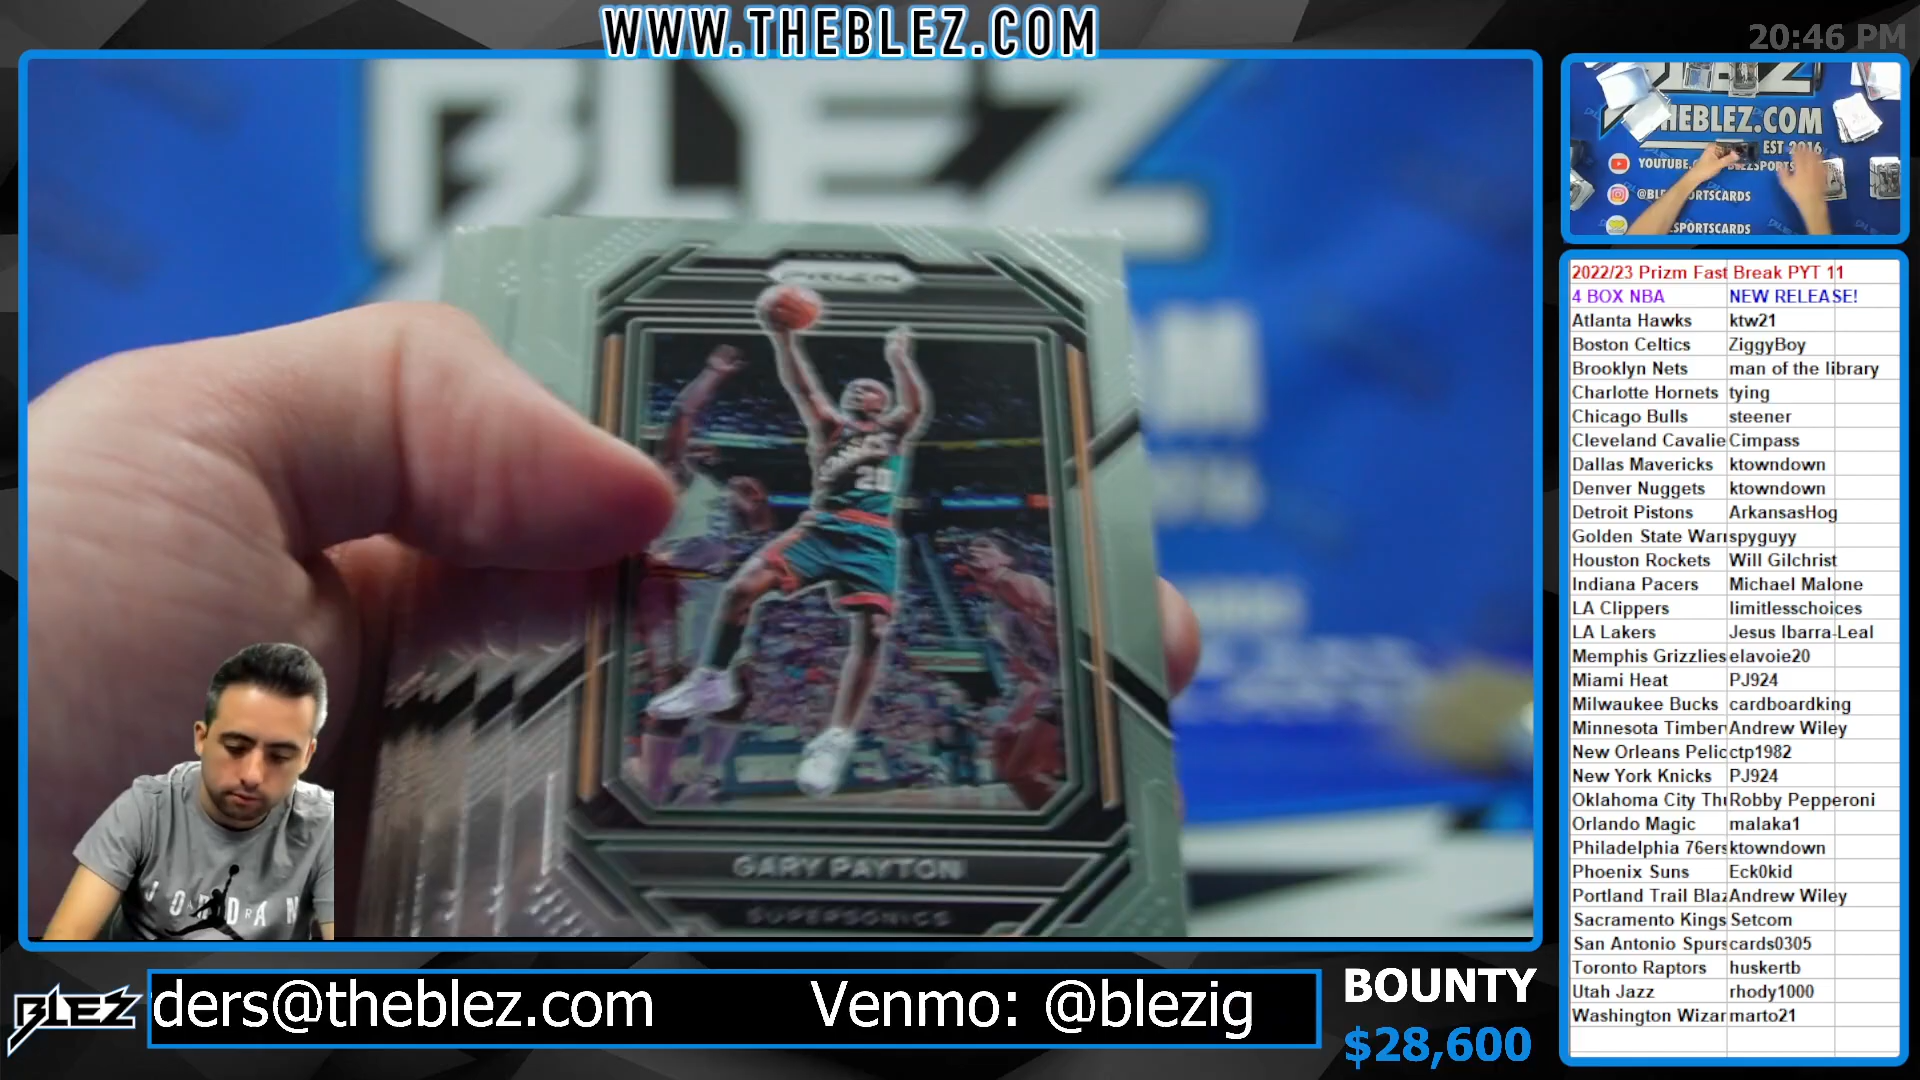 WWW.THEBLEZ.COM
20:46 PM
BLEZ
PRIZM
20
GARY PAYTON
SUPERSONICS
JORDAN
THEBLEZ.COM
EST 2016
@BLEZSPORTSCARDS
2022/23 Prizm Fast Break PYT 11
4 BOX NBA NEW RELEASE!
Atlanta Hawks ktw21
Boston Celtics ZiggyBoy
Brooklyn Nets man of the library
Charlotte Hornets tying
Chicago Bulls steener
Cleveland Cavalie Cimpass
Dallas Mavericks ktowndown
Denver Nuggets ktowndown
Detroit Pistons ArkansasHog
Golden State Warr spyguyy
Houston Rockets Will Gilchrist
Indiana Pacers Michael Malone
LA Clippers limitlesschoices
LA Lakers Jesus Ibarra-Leal
Memphis Grizzlies elavoie20
Miami Heat PJ924
Milwaukee Bucks cardboardking
Minnesota Timber Andrew Wiley
New Orleans Pelic ctp1982
New York Knicks PJ924
Oklahoma City Thu Robby Pepperoni
Orlando Magic malaka1
Philadelphia 76ers ktowndown
Phoenix Suns Eck0kid
Portland Trail Blaz Andrew Wiley
Sacramento Kings Setcom
San Antonio Spurs cards0305
Toronto Raptors huskertb
Utah Jazz rhody1000
Washington Wizar marto21
BLEZ
ders@theblez.com Venmo: @blezig
BOUNTY
$28,600